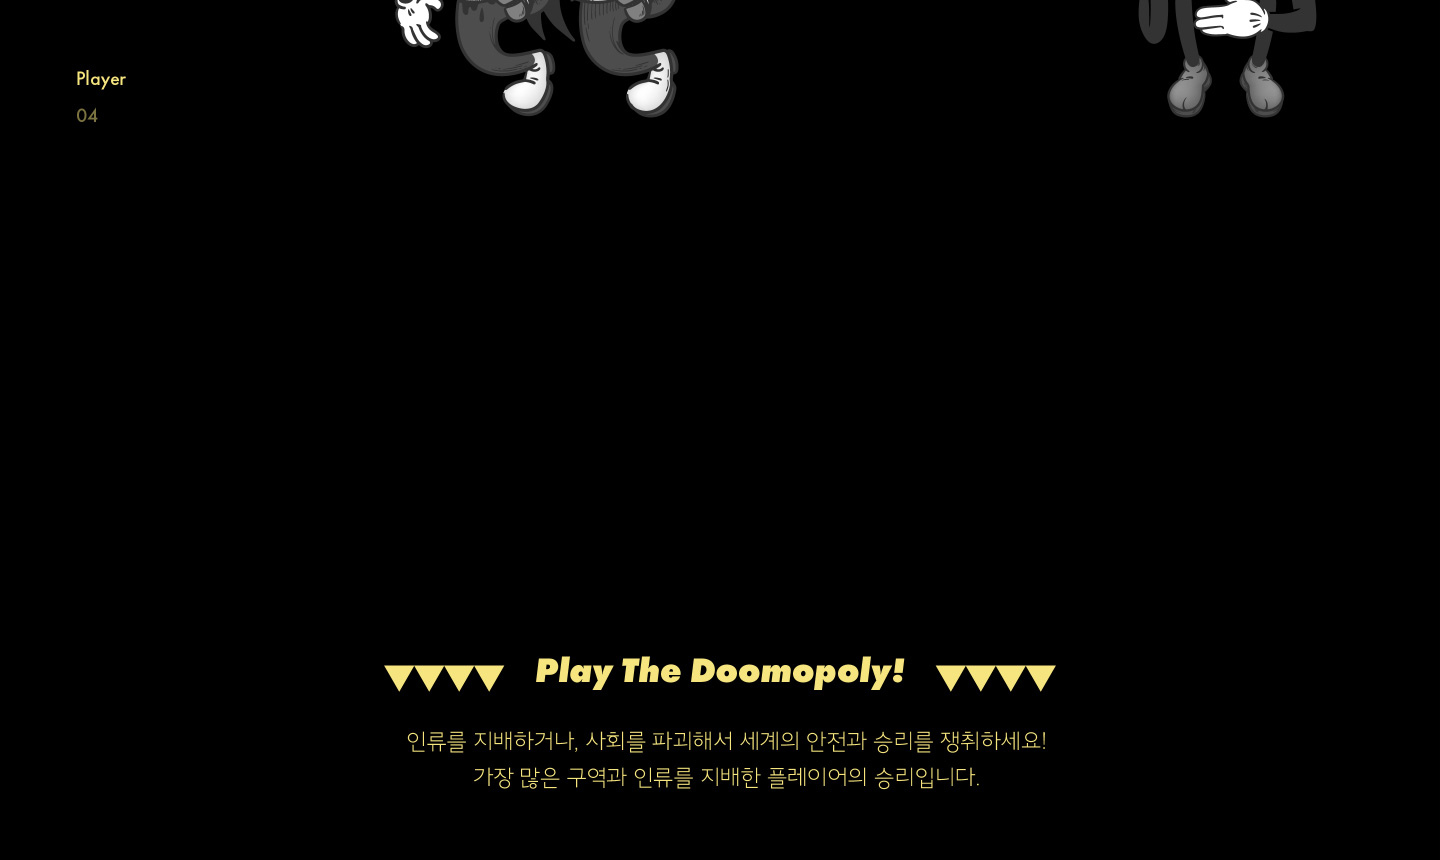 Player
04
Play The Doomopoly!
인류를 지배하거나, 사회를 파괴해서 세계의 안전과 승리를 쟁취하세요!
가장 많은 구역과 인류를 지배한 플레이어의 승리입니다.